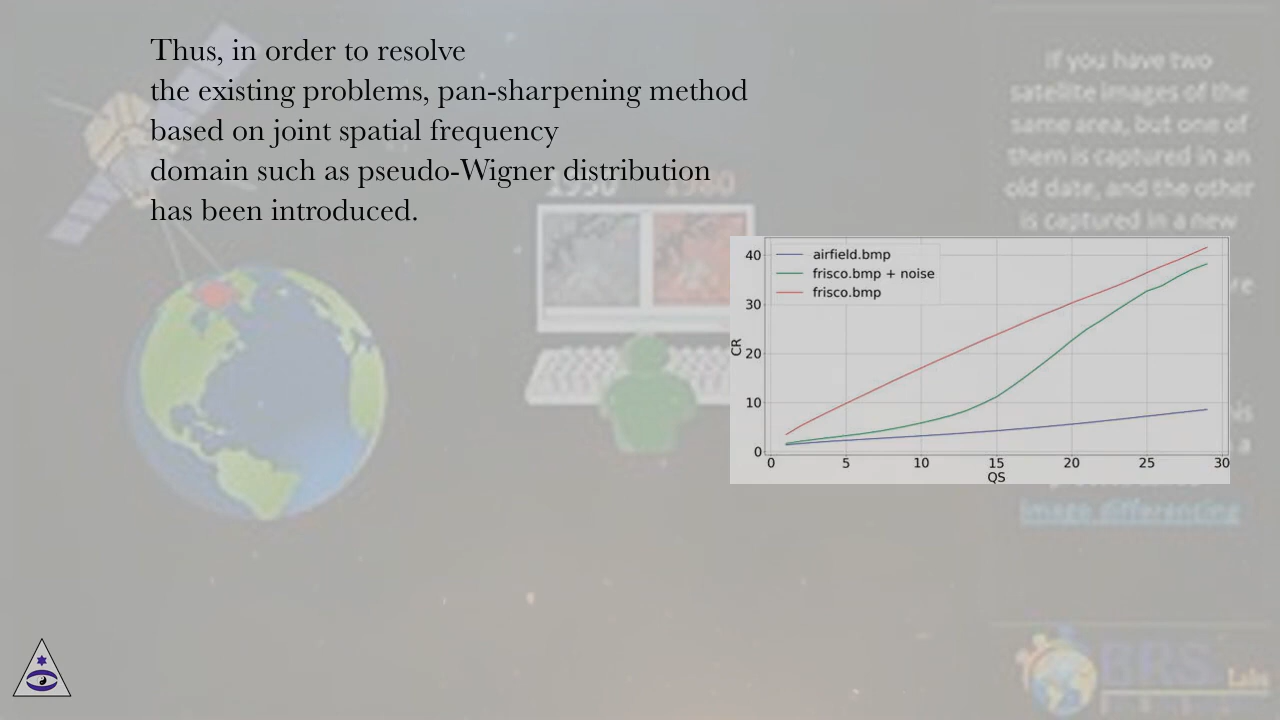 Thus, in order to resolve
the existing problems, pan-sharpening method
based on joint spatial frequency
domain such as pseudo-Wigner distribution
has been introduced.
If you have two
satellite images of the
same area, but one of
them is captured in an
old date, and the other
is captured in a new
airfield.bmp
frisco.bmp + noise
frisco.bmp
CR
40
30
20
10
0
0 5 10 15 20 25 30
QS
image differencing
BRS
Labs